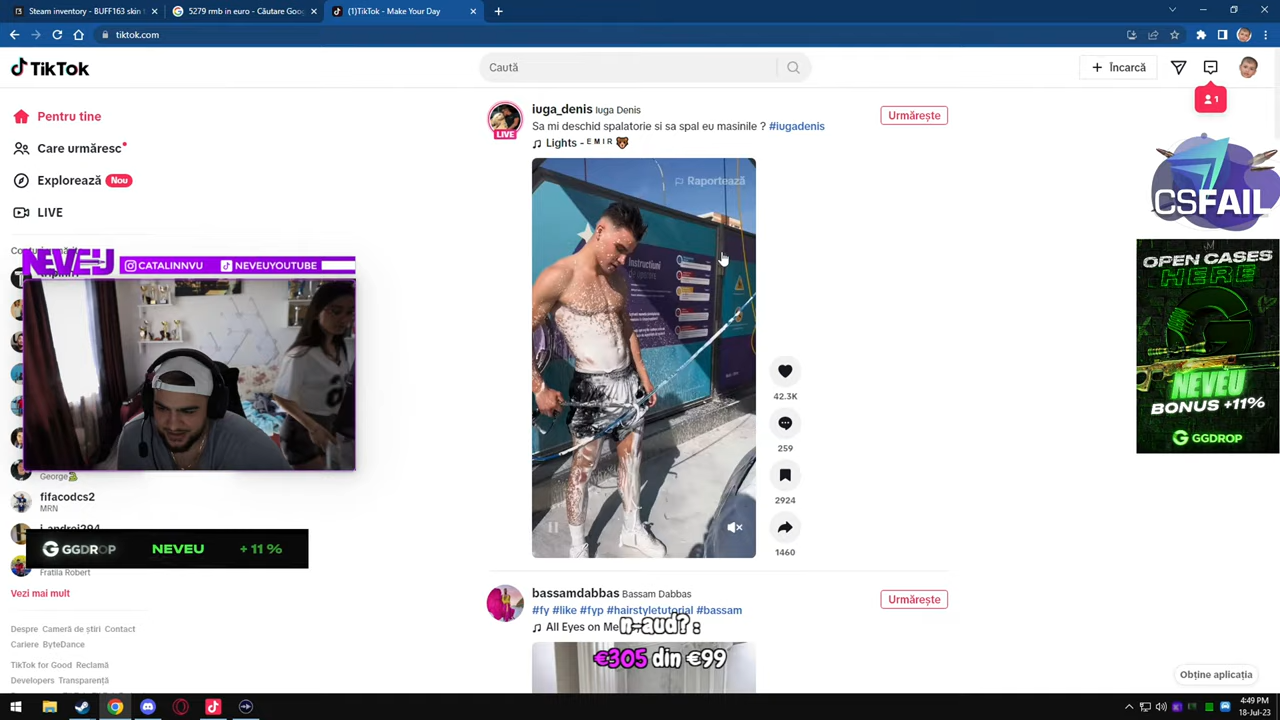 Steam inventory - BUFF163 skin t
5279 rmb in euro - Căutare Goog
(1)TikTok - Make Your Day
tiktok.com
TikTok
Caută
Încarcă
1
Pentru tine
Care urmăresc
Explorează Nou
LIVE
NEVEU
CATALINNVU
NEVEUYOUTUBE
George
fifacodcs2
MRN
i_andrei294
GGDROP NEVEU + 11 %
Fratila Robert
Vezi mai mult
Despre Cameră de știri Contact
Cariere ByteDance
TikTok for Good Reclamă
Developers Transparență
iuga_denis Iuga Denis
Urmărește
LIVE
Sa mi deschid spalatorie si sa spal eu masinile ? #iugadenis
Lights - ᴱ ᴹ ᴵ ᴿ
Raportează
instructiuni
42.3K
259
2924
1460
bassamdabbas Bassam Dabbas
Urmărește
#fy #like #fyp #hairstyletutorial #bassam
All Eyes on Me
n-aud? :
€305 din €99
CSFAIL
OPEN CASES
HERE
NEVEU
BONUS +11%
GGDROP
Obține aplicația
4:49 PM
18-Jul-23